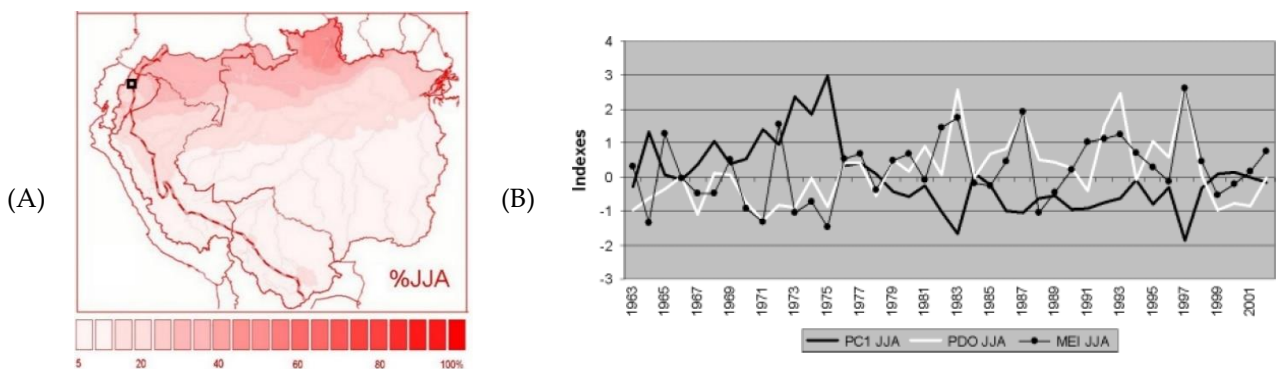 (A)
%JJA
5 20 40 60 80 100%
(B)
Indexes
4
3
2
1
0
-1
-2
-3
1963 1965 1967 1969 1971 1973 1975 1977 1979 1981 1983 1985 1987 1989 1991 1993 1995 1997 1999 2001
PC1 JJA PDO JJA MEI JJA